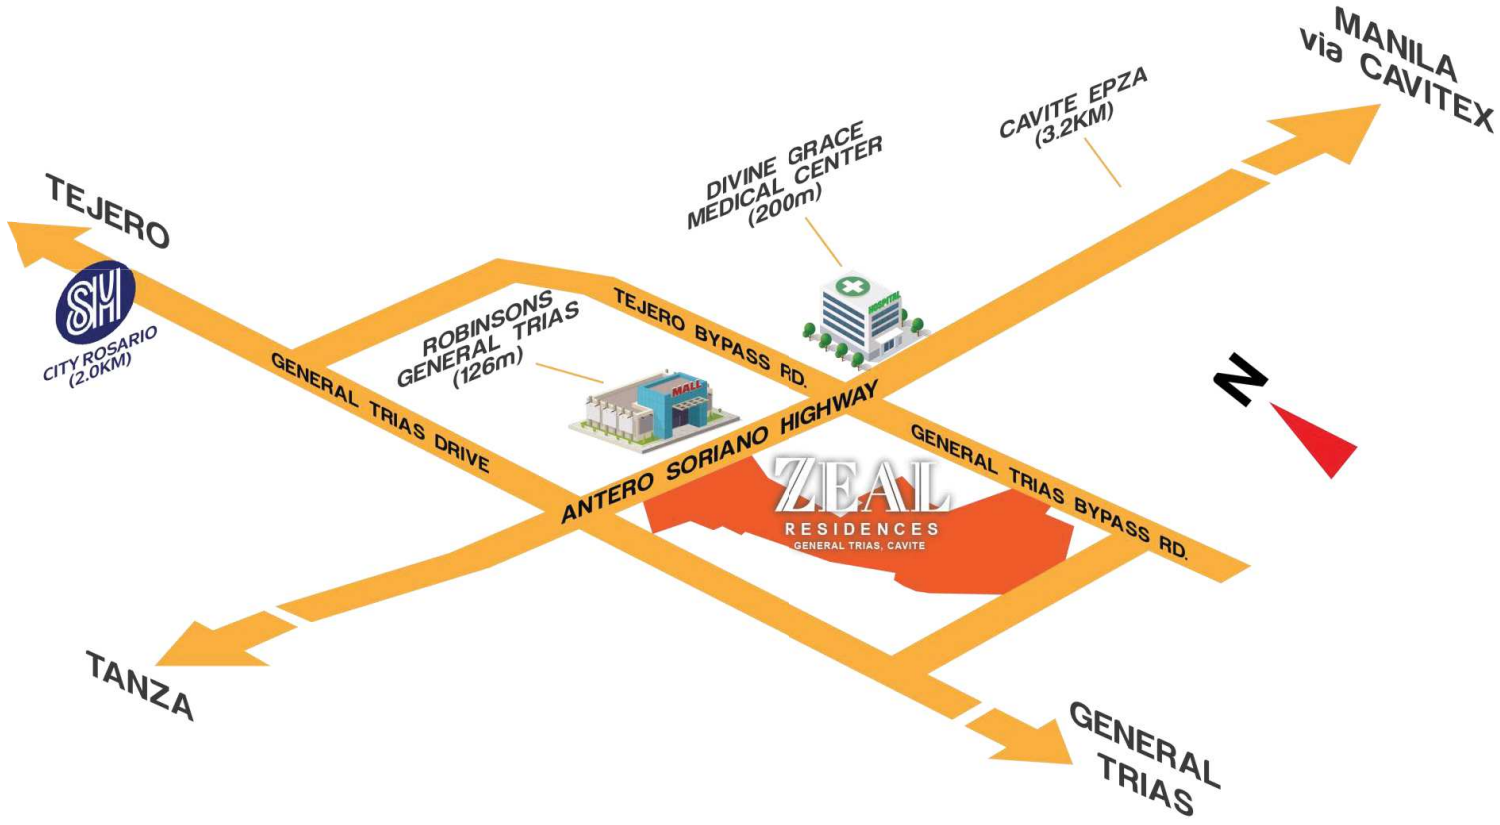 MANILA
via CAVITEX
CAVITE EPZA
(3.2KM)
DIVINE GRACE
MEDICAL CENTER
(200m)
TEJERO
SM
CITY ROSARIO
(2.0KM)
HOSPITAL
TEJERO BYPASS RD.
ROBINSONS
GENERAL TRIAS
(126m)
MALL
GENERAL TRIAS DRIVE
ANTERO SORIANO HIGHWAY
N
GENERAL TRIAS BYPASS RD.
ZEAL
RESIDENCES
GENERAL TRIAS, CAVITE
TANZA
GENERAL
TRIAS